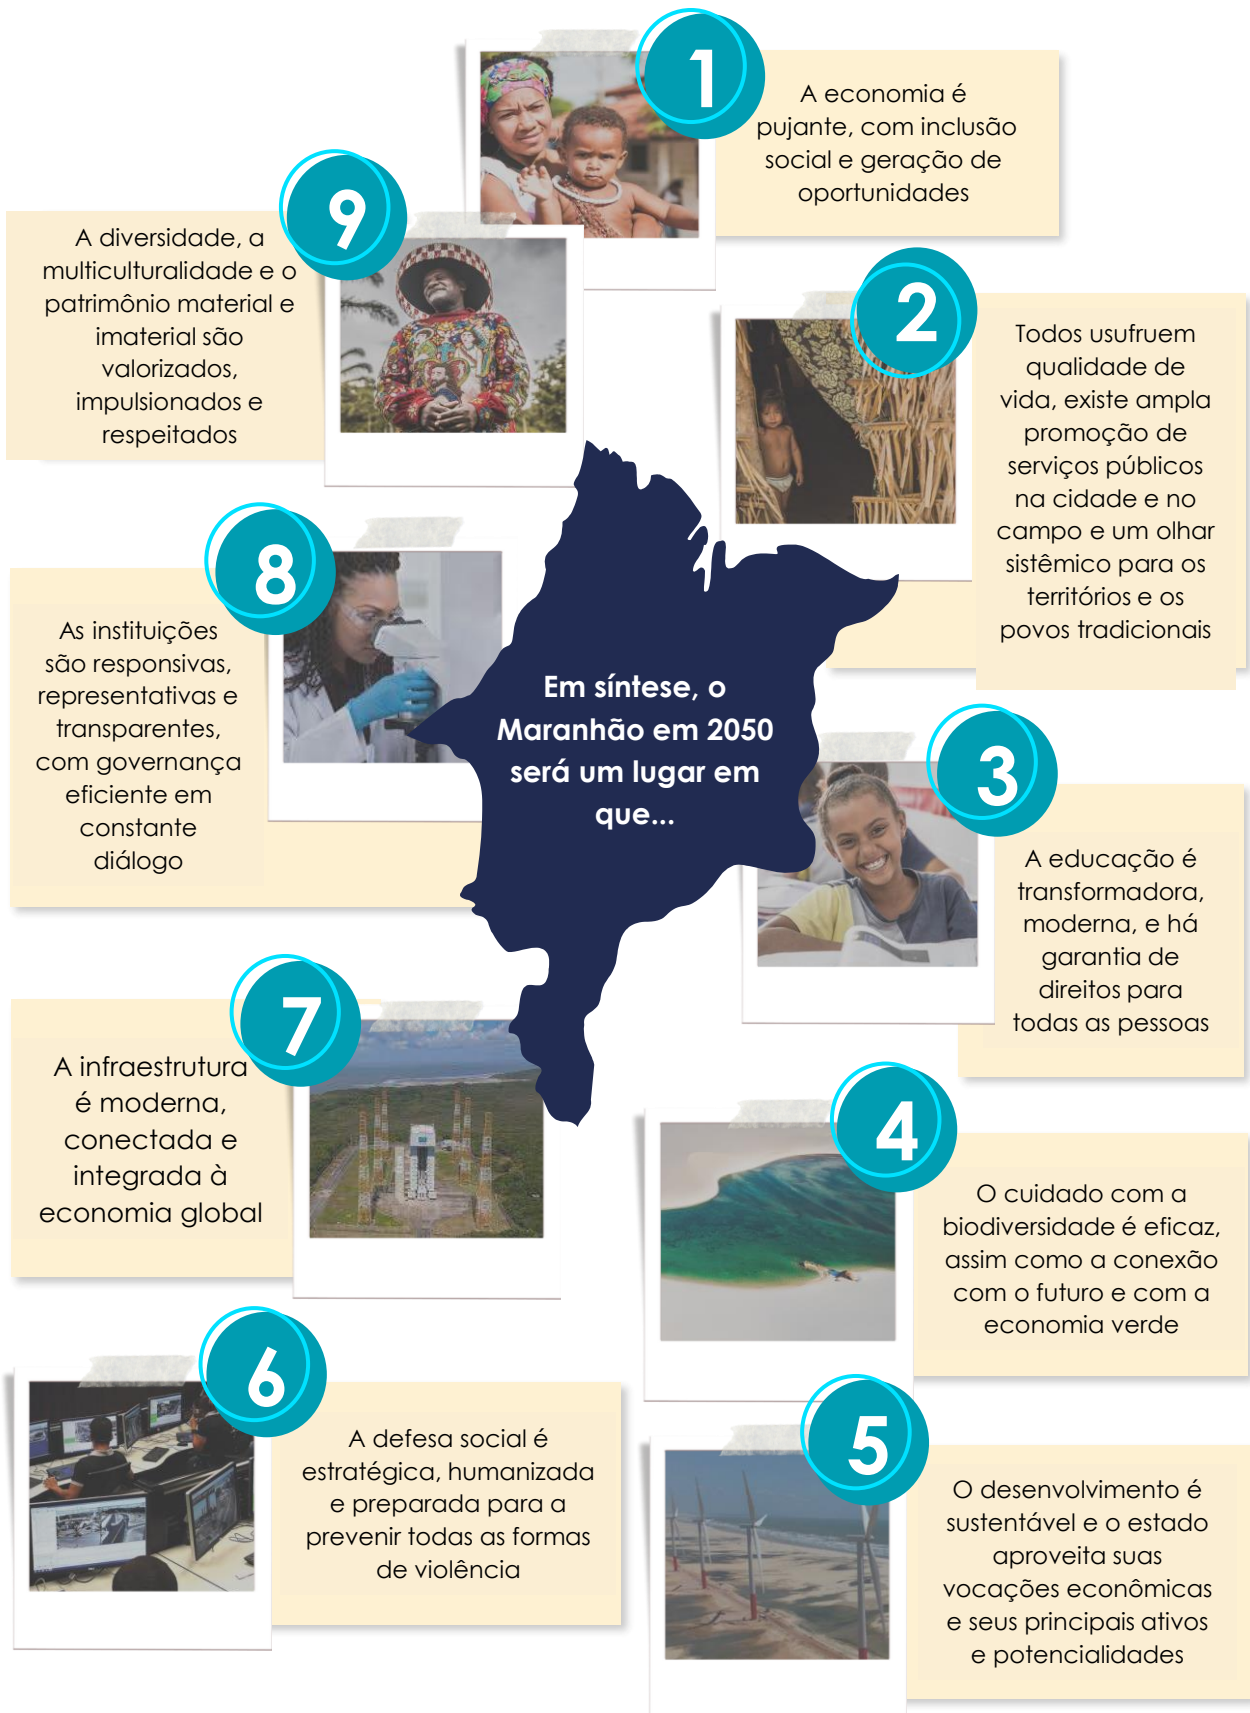 1
A economia é
pujante, com inclusão
social e geração de
oportunidades
2
Todos usufruem
qualidade de
vida, existe ampla
promoção de
serviços públicos
na cidade e no
campo e um olhar
sistêmico para os
territórios e os
povos tradicionais
Em síntese, o
Maranhão em 2050
será um lugar em
que...
3
A educação é
transformadora,
moderna, e há
garantia de
direitos para
todas as pessoas
4
O cuidado com a
biodiversidade é eficaz,
assim como a conexão
com o futuro e com a
economia verde
5
O desenvolvimento é
sustentável e o estado
aproveita suas
vocações econômicas
e seus principais ativos
e potencialidades
6
A defesa social é
estratégica, humanizada
e preparada para a
prevenir todas as formas
de violência
7
A infraestrutura
é moderna,
conectada e
integrada à
economia global
8
As instituições
são responsivas,
representativas e
transparentes,
com governança
eficiente em
constante
diálogo
9
A diversidade, a
multiculturalidade e o
patrimônio material e
imaterial são
valorizados,
impulsionados e
respeitados